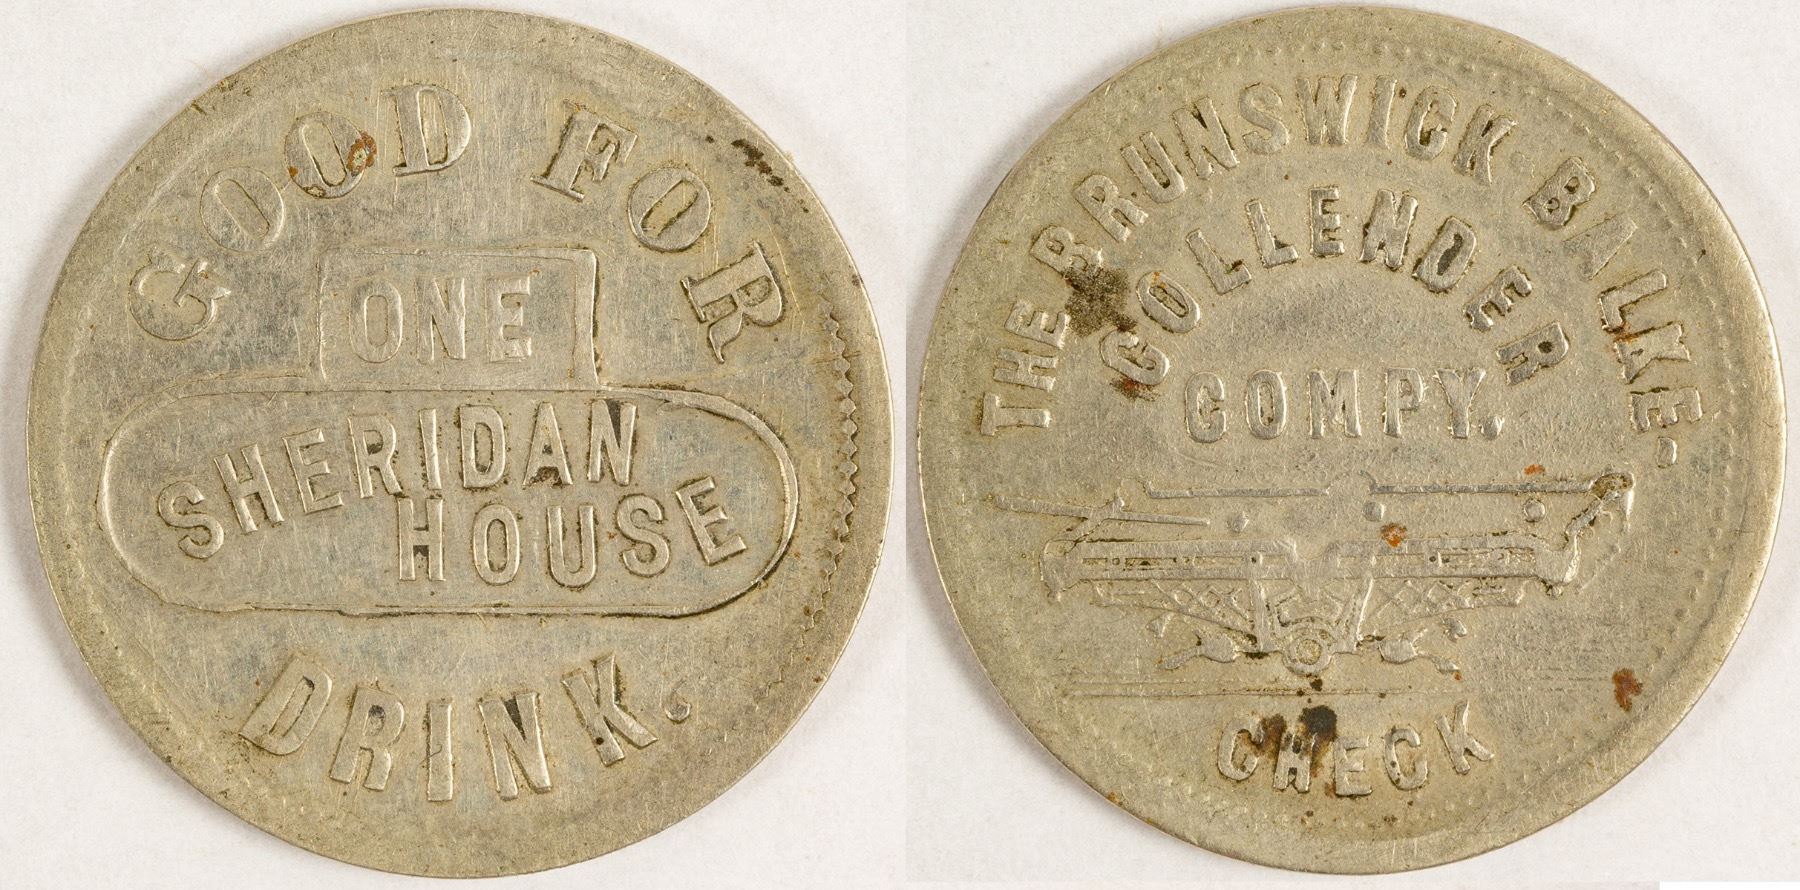 GOOD FOR
ONE
SHERIDAN
HOUSE
DRINK.
THE BRUNSWICK·BALKE·
COLLENDER
COMPY.
CHECK